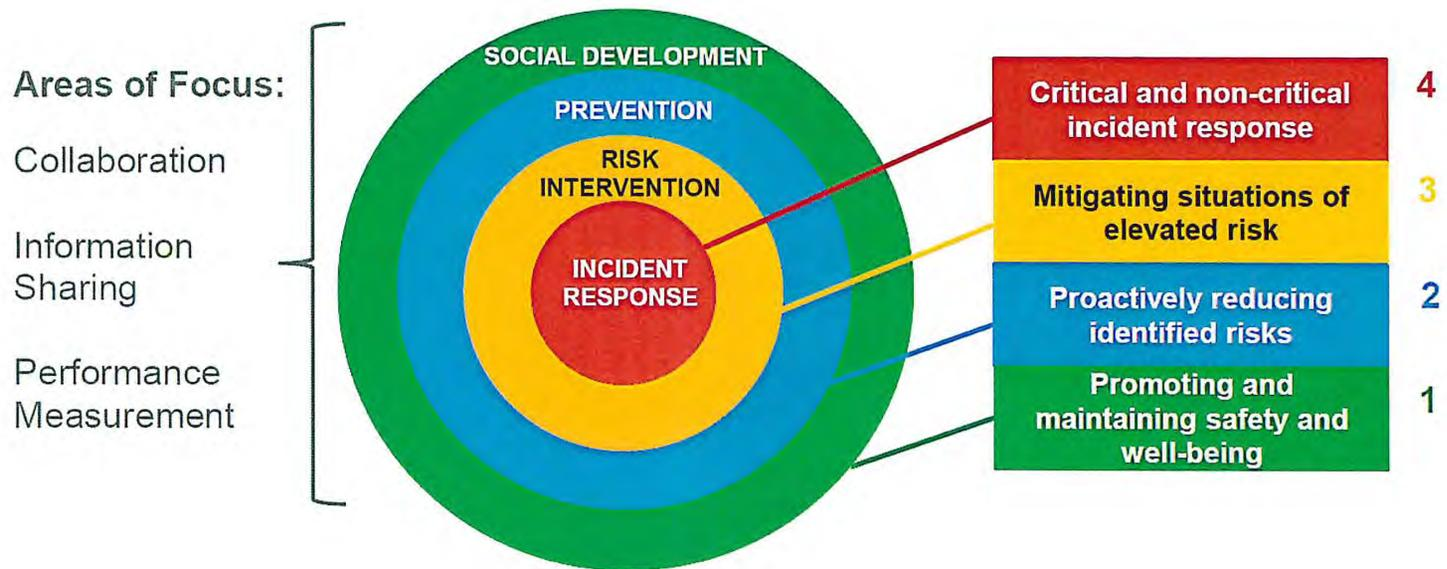 Areas of Focus:
Collaboration
Information
Sharing
Performance
Measurement
SOCIAL DEVELOPMENT
PREVENTION
RISK
INTERVENTION
INCIDENT
RESPONSE
Critical and non-critical
incident response
4
Mitigating situations of
elevated risk
3
Proactively reducing
identified risks
2
Promoting and
maintaining safety and
well-being
1